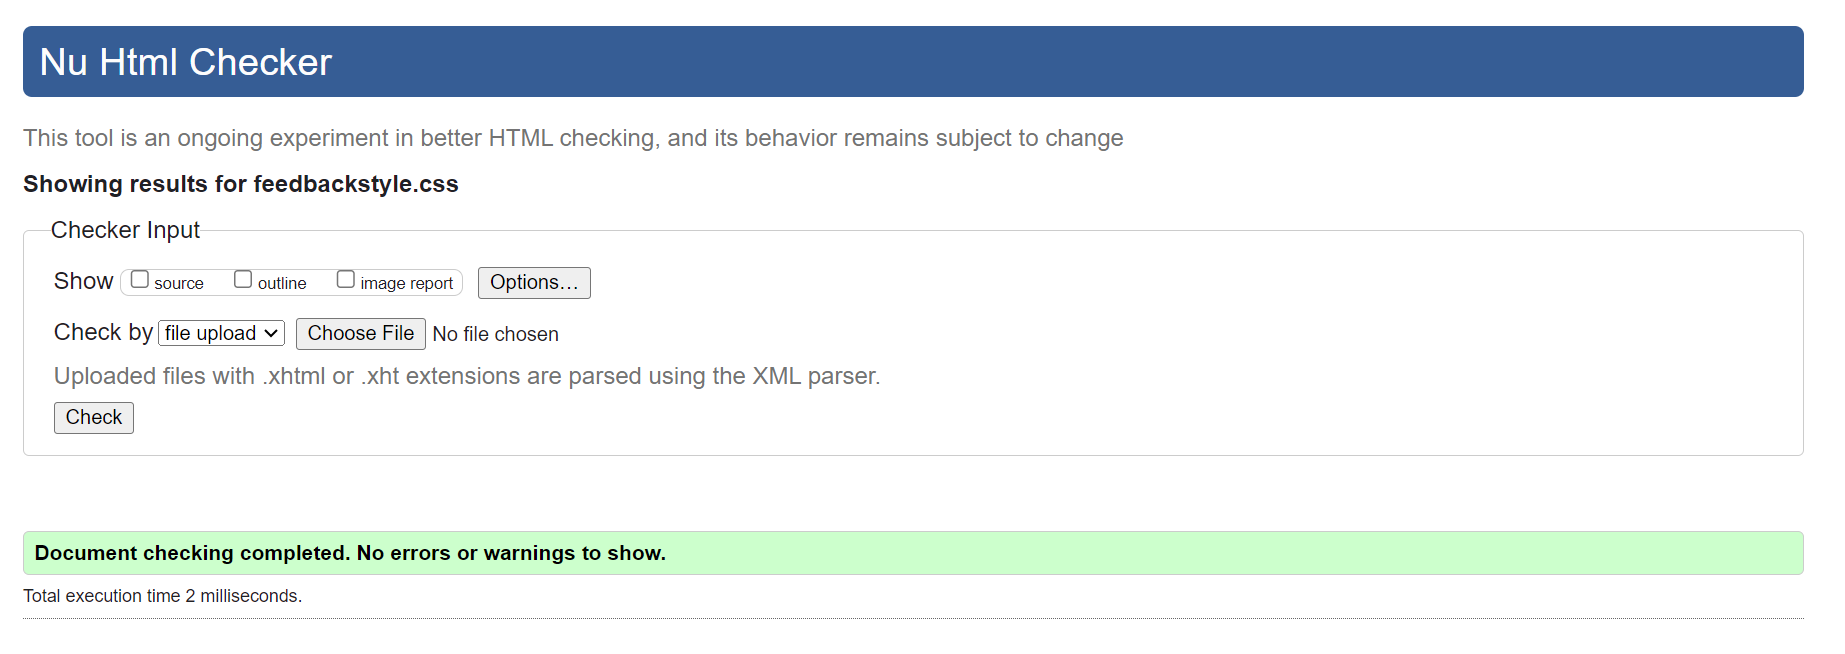 Nu Html Checker
This tool is an ongoing experiment in better HTML checking, and its behavior remains subject to change
Showing results for feedbackstyle.css
Checker Input
Show source outline image report Options...
Check by file upload Choose File No file chosen
Uploaded files with .xhtml or .xht extensions are parsed using the XML parser.
Check
Document checking completed. No errors or warnings to show.
Total execution time 2 milliseconds.